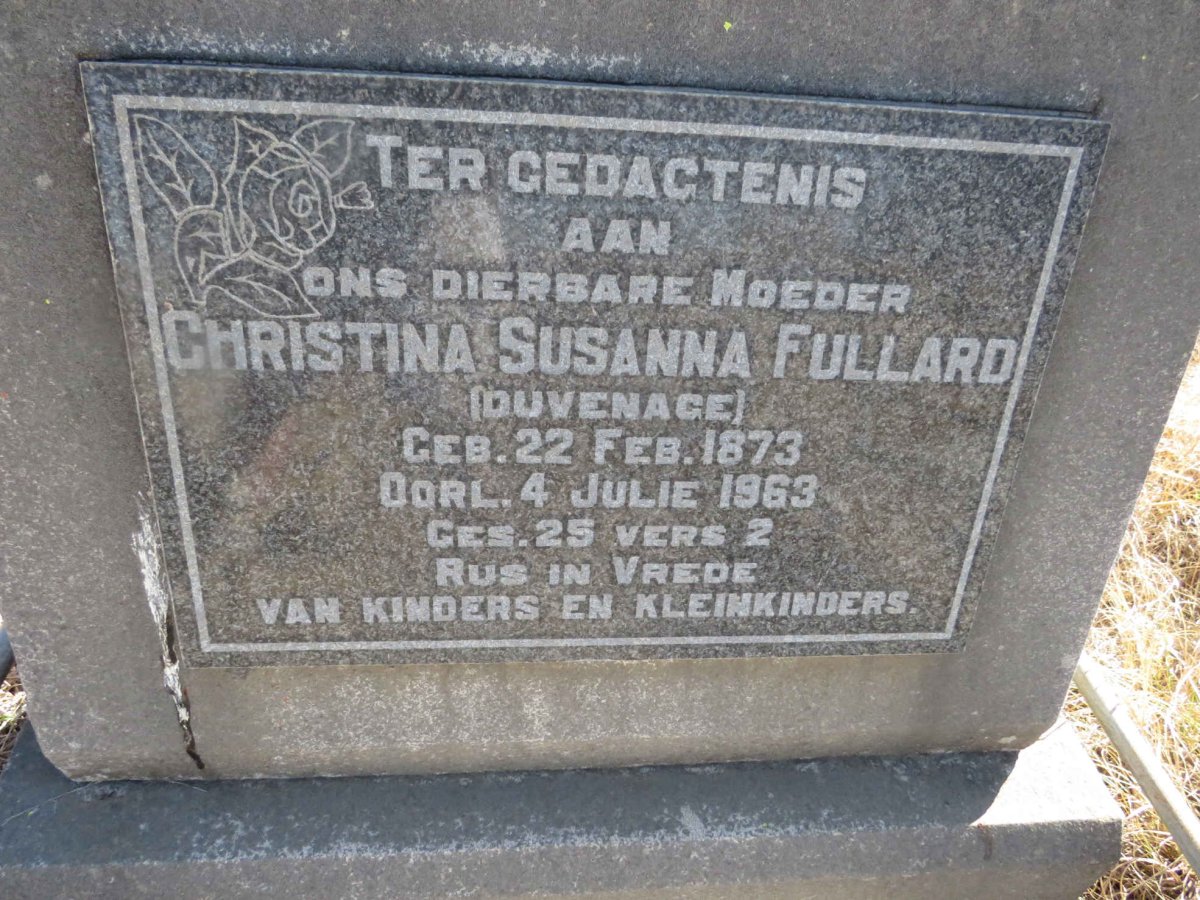 TER GEDAGTENIS
AAN
ONS DIERBARE MOEDER
CHRISTINA SUSANNA FULLARD
(DUVENAGE)
GEB. 22 FEB. 1873
OORL. 4 JULIE 1963
GES. 25 VERS 2
RUS IN VREDE
VAN KINDERS EN KLEINKINDERS.